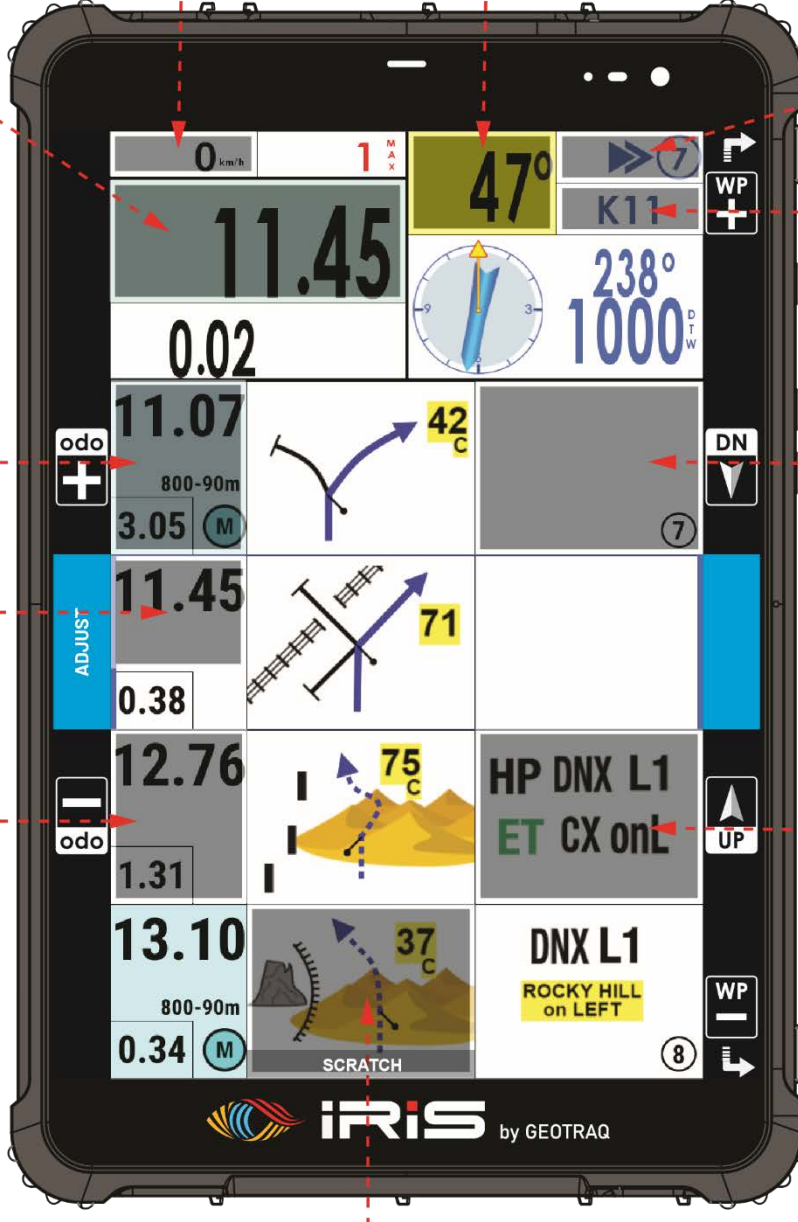 0 km/h
1 MAX
47°
7
WP
+
K11
11.45
238°
1000 DTW
9
3
6
0.02
odo
+
11.07
800-90m
3.05
M
42
C
7
DN
ADJUST
11.45
0.38
71
12.76
1.31
75
C
HP DNX L1
ET CX onL
odo
UP
13.10
800-90m
0.34
M
37
C
SCRATCH
DNX L1
ROCKY HILL
on LEFT
8
WP
iRiS by GEOTRAQ